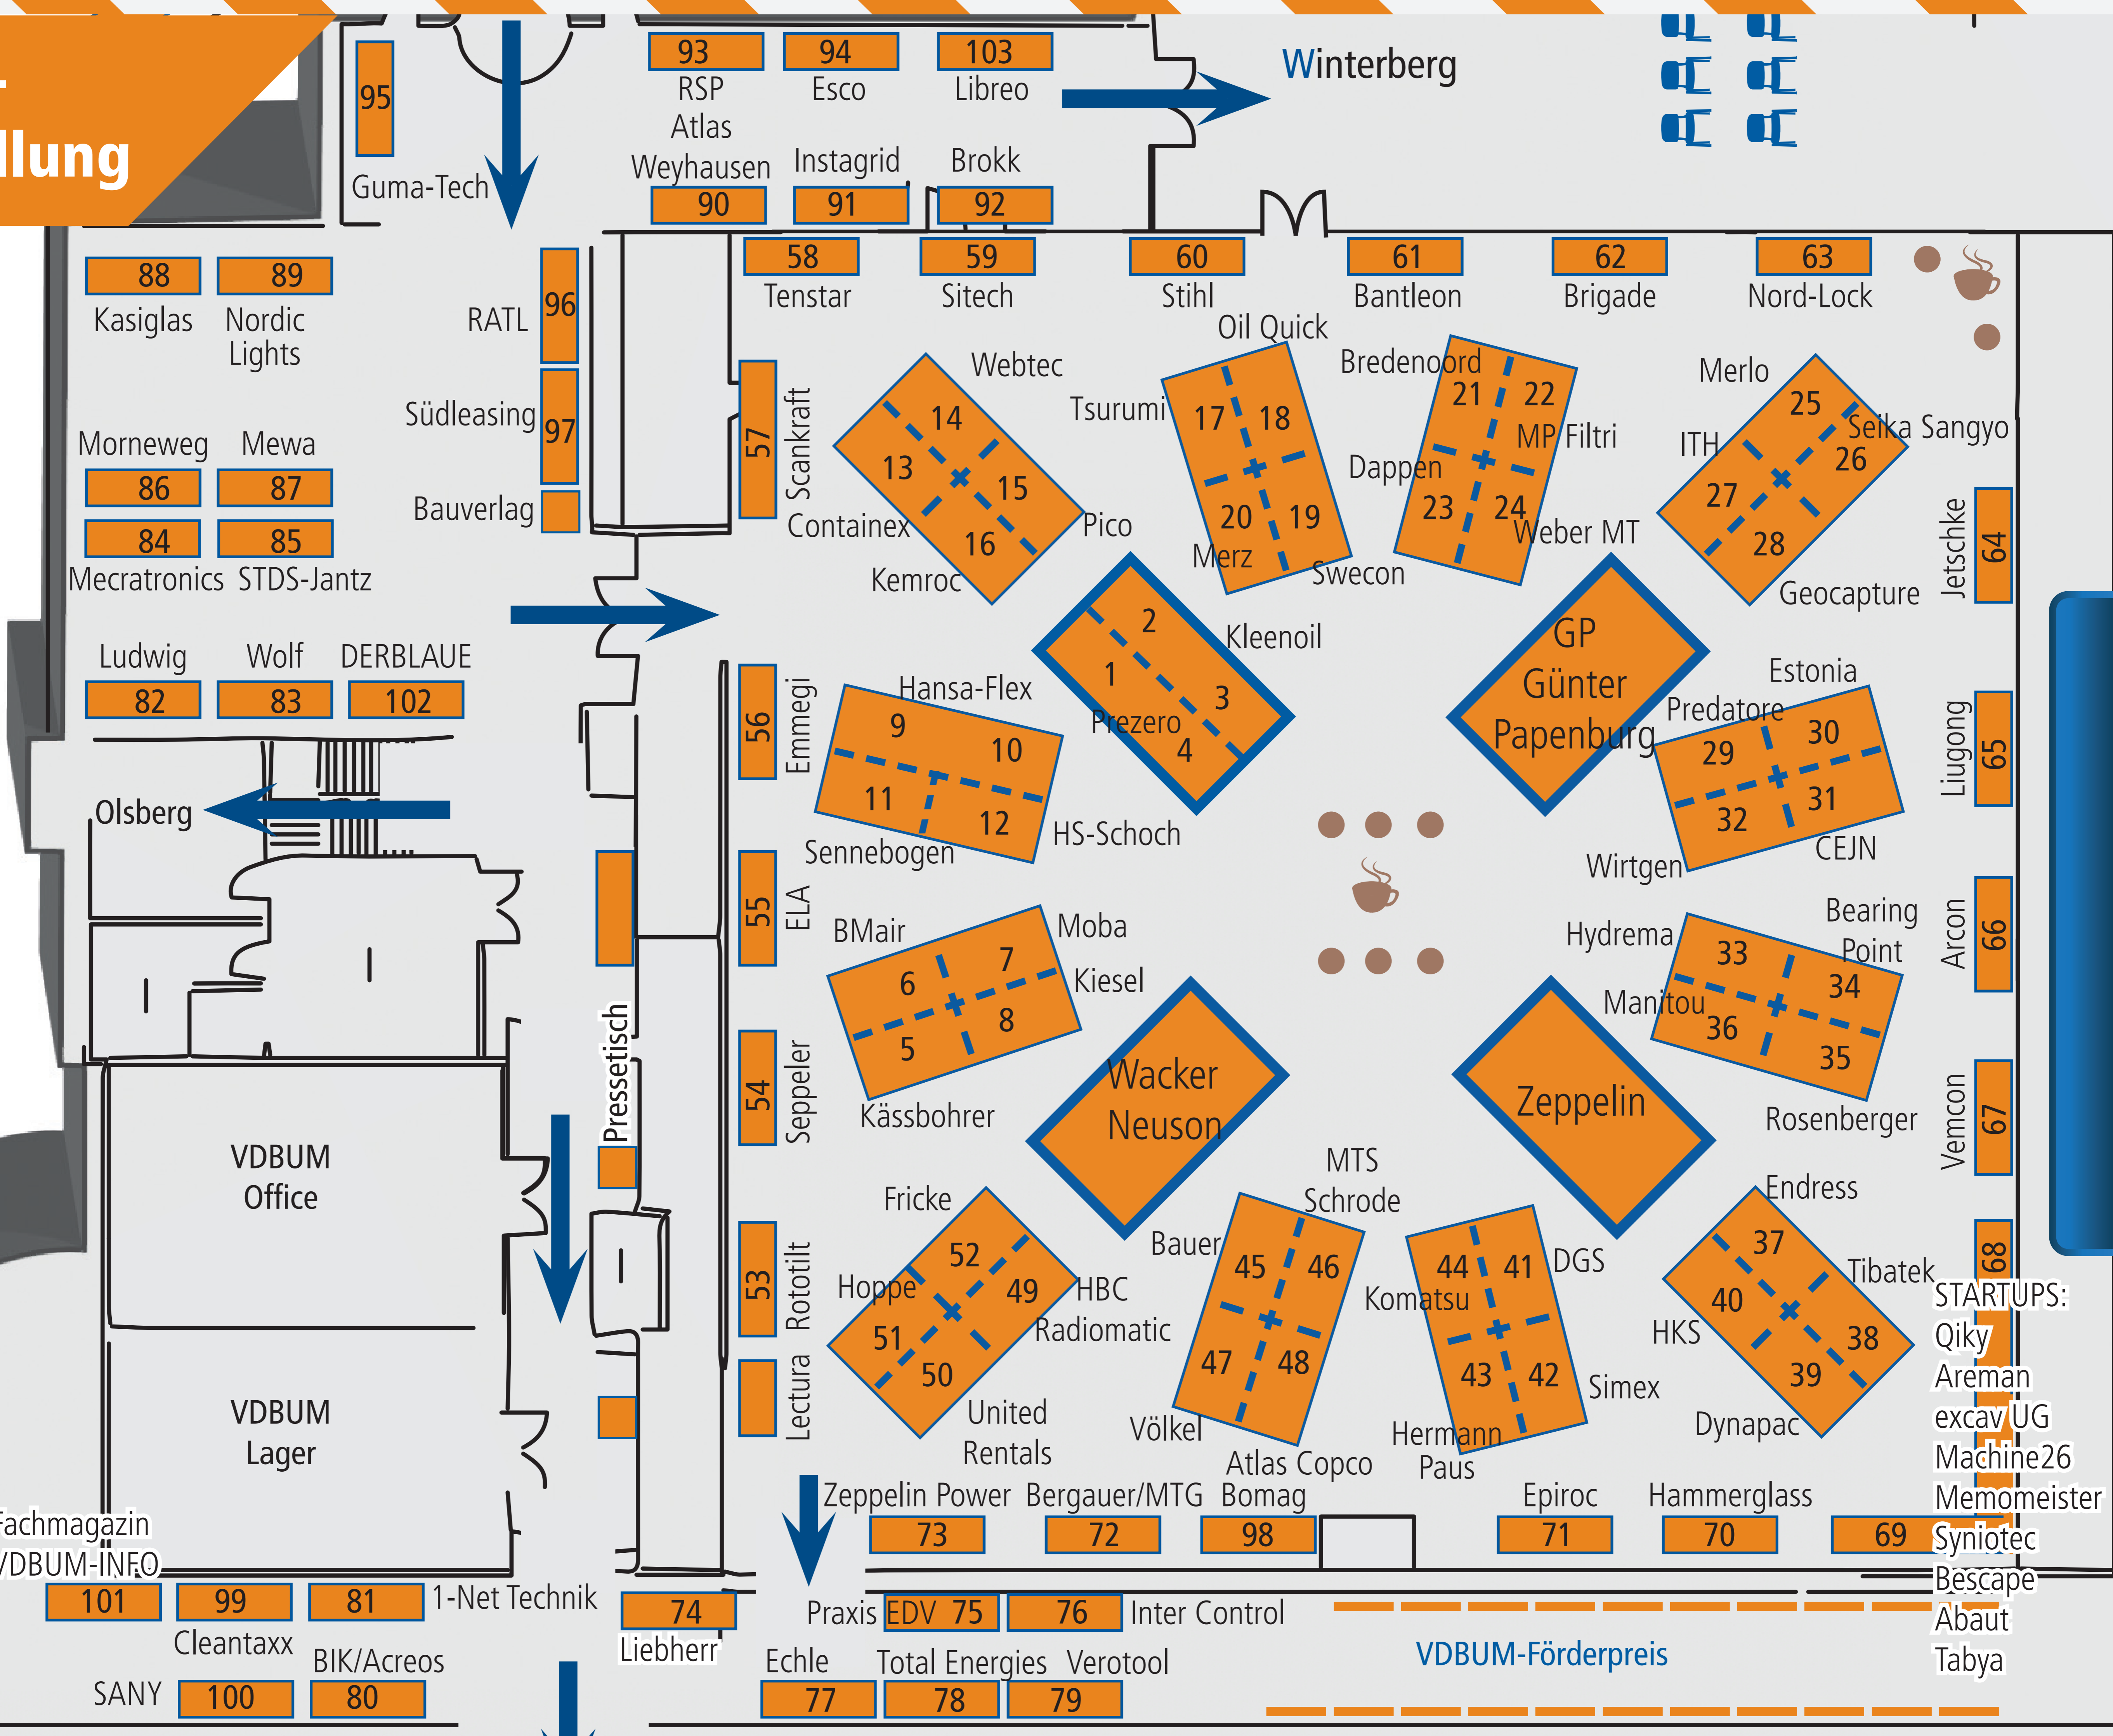 llung
95
Guma-Tech
93
RSP
94
Esco
103
Libreo
Winterberg
Atlas
Weyhausen
90
Instagrid
91
Brokk
92
88
Kasiglas
89
Nordic
Lights
RATL
96
Südleasing
97
Bauverlag
58
Tenstar
59
Sitech
60
Stihl
61
Bantleon
62
Brigade
63
Nord-Lock
Morneweg
86
Mewa
87
84
Mecratronics
85
STDS-Jantz
57
Scankraft
Webtec
14
13
15
16
Containex
Kemroc
Pico
Oil Quick
Tsurumi
17
18
20
19
Merz
Swecon
Bredenoord
21
22
MP Filtri
Dappen
23
24
Weber MT
Merlo
25
Seika Sangyo
26
ITH
27
28
Geocapture
Jetschke
64
Ludwig
82
Wolf
83
DERBLAUE
102
Olsberg
56
Emmegi
Hansa-Flex
9
10
11
12
Sennebogen
HS-Schoch
2
Kleenoil
1
3
Prezero
4
GP
Günter
Papenburg
Estonia
Predatore
29
30
32
31
Wirtgen
CEJN
Liugong
65
55
ELA
BMair
Moba
6
7
Kiesel
5
8
Kässbohrer
Hydrema
Bearing
Point
33
34
Manitou
36
35
Rosenberger
Arcon
66
Pressetisch
54
Seppeler
Wacker
Neuson
Zeppelin
Vemcon
67
VDBUM
Office
VDBUM
Lager
53
Rototilt
Lectura
Fricke
52
Hoppe
49
HBC
Radiomatic
51
50
United
Rentals
MTS
Schrode
Bauer
45
46
47
48
Völkel
Atlas Copco
Komatsu
44
41
DGS
43
42
Simex
Hermann
Paus
Endress
37
Tibatek
40
HKS
38
39
Dynapac
68
STARTUPS:
Qiky
Areman
excav UG
Machine26
Memomeister
Syniotec
Bescape
Abaut
Tabya
Zeppelin Power
73
Bergauer/MTG
72
Bomag
98
Epiroc
71
Hammerglass
70
69
Fachmagazin
VDBUM-INFO
101
99
Cleantaxx
81
1-Net Technik
74
Liebherr
Praxis EDV 75
76
Inter Control
VDBUM-Förderpreis
SANY
100
BIK/Acreos
80
Echle
77
Total Energies
78
Verotool
79